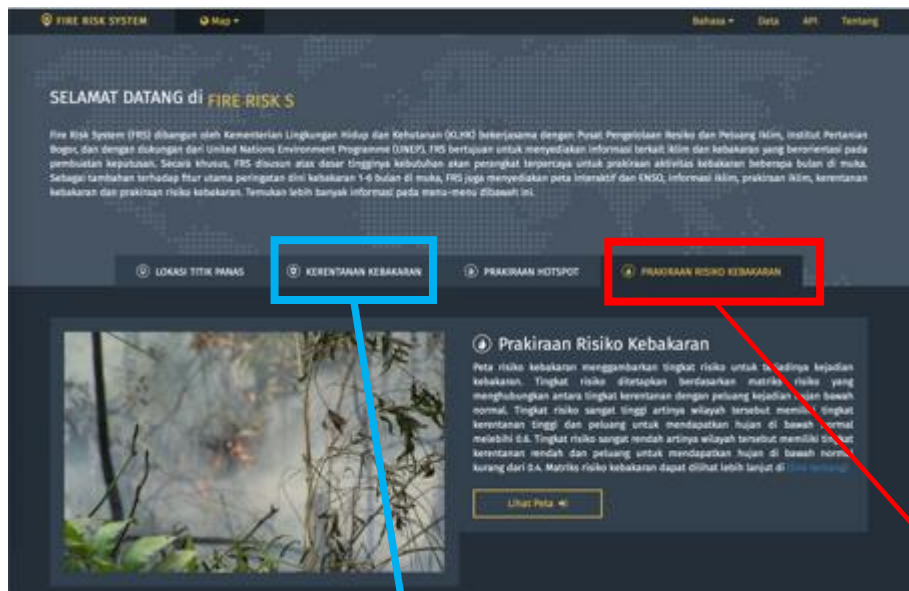 FIRE RISK SYSTEM
Map
Bahasa
Data
API
Tentang
SELAMAT DATANG di FIRE RISK S
Fire Risk System (FRS) dibangun oleh Kementerian Lingkungan Hidup dan Kehutanan (KLHK) bekerjasama dengan Pusat Pengelolaan Resiko dan Peluang Iklim, Institut Pertanian
Bogor, dan dengan dukungan dari United Nations Environment Programme (UNEP). FRS bertujuan untuk menyediakan informasi terkait iklim dan kebakaran yang berorientasi pada
pembuatan keputusan. Secara khusus, FRS disusun atas dasar tingginya kebutuhan akan perangkat terpercaya untuk prakiraan aktivitas kebakaran beberapa bulan di muka.
Sebagai tambahan terhadap fitur utama peringatan dini kebakaran 1-6 bulan di muka, FRS juga menyediakan peta interaktif dan ENSO, informasi iklim, prakiraan iklim, kerentanan
kebakaran dan prakiraan risiko kebakaran. Temukan lebih banyak informasi pada menu-menu dibawah ini.
LOKASI TITIK PANAS
KERENTANAN KEBAKARAN
PRAKIRAAN HOTSPOT
PRAKIRAAN RISIKO KEBAKARAN
Prakiraan Risiko Kebakaran
Peta risiko kebakaran menggambarkan tingkat risiko untuk terjadinya kejadian
kebakaran. Tingkat risiko ditetapkan berdasarkan matriks risiko yang
menghubungkan antara tingkat kerentanan dengan peluang kejadian hujan bawah
normal. Tingkat risiko sangat tinggi artinya wilayah tersebut memiliki tingkat
kerentanan tinggi dan peluang untuk mendapatkan hujan di bawah normal
melebihi 0.6. Tingkat risiko sangat rendah artinya wilayah tersebut memiliki tingkat
kerentanan rendah dan peluang untuk mendapatkan hujan di bawah normal
kurang dari 0.4. Matriks risiko kebakaran dapat dilihat lebih lanjut di
Lihat Peta